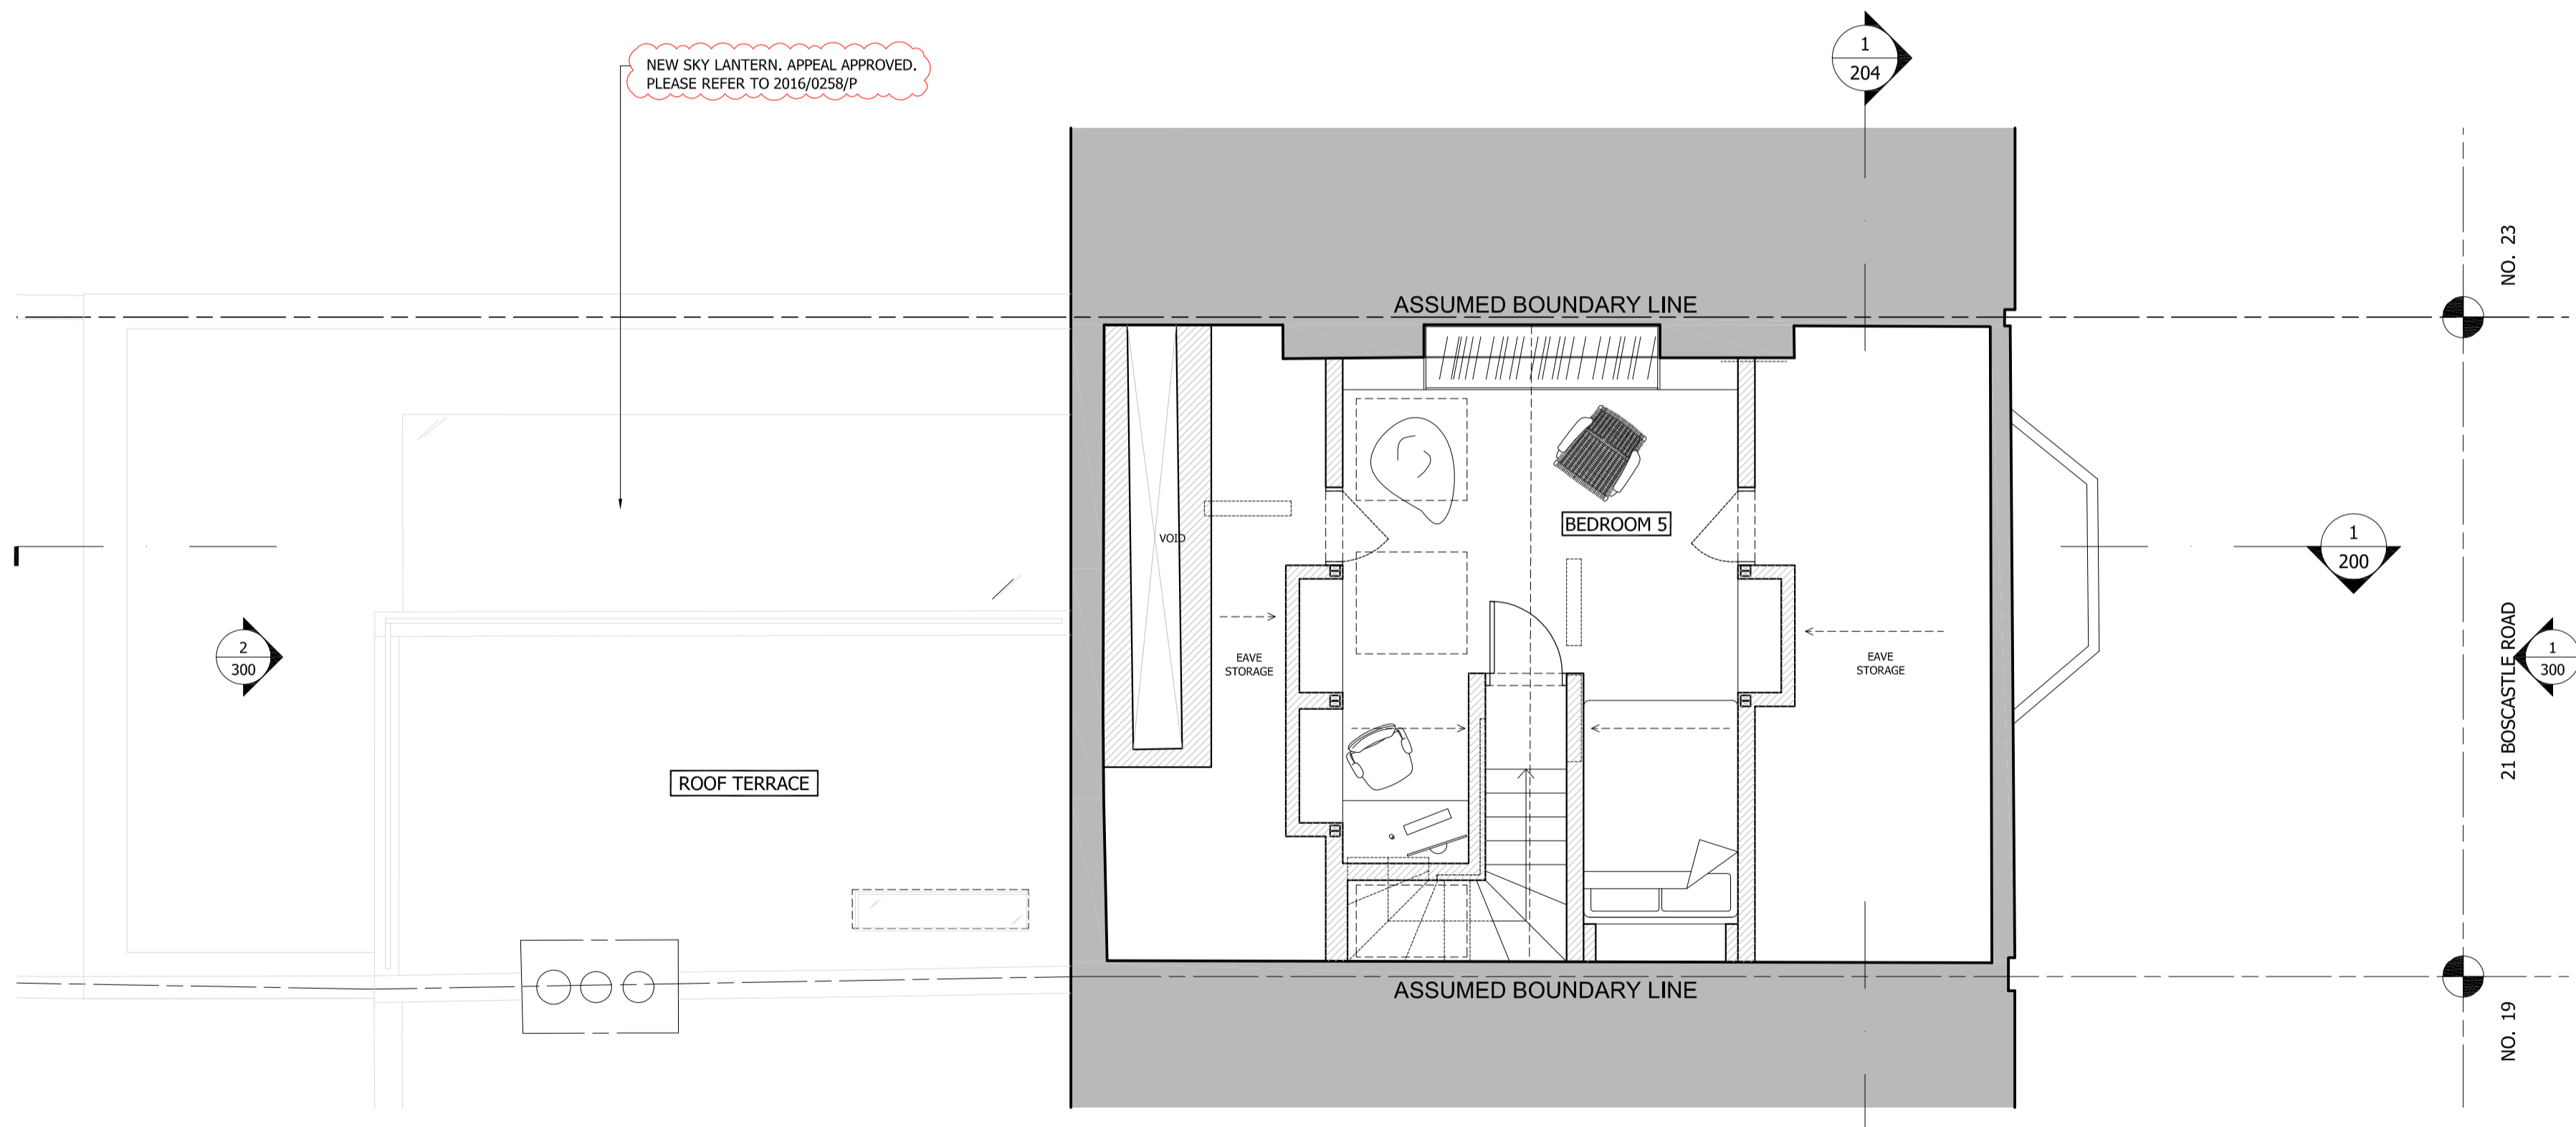 NEW SKY LANTERN. APPEAL APPROVED.
PLEASE REFER TO 2016/0258/P
1
204
NO. 23
ASSUMED BOUNDARY LINE
BEDROOM 5
VOID
1
200
2
300
EAVE
STORAGE
EAVE
STORAGE
21 BOSCASTLE ROAD
1
300
ROOF TERRACE
ASSUMED BOUNDARY LINE
NO. 19